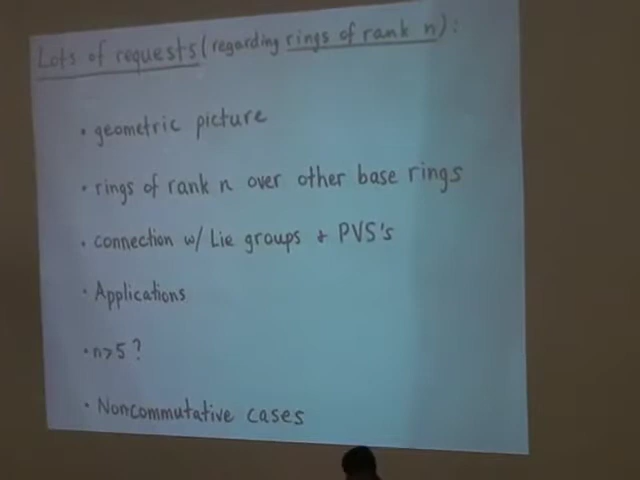 Lots of requests (regarding rings of rank n):
• geometric picture
• rings of rank n over other base rings
• connection w/ Lie groups & PVS's
• Applications
• n>5?
• Noncommutative cases